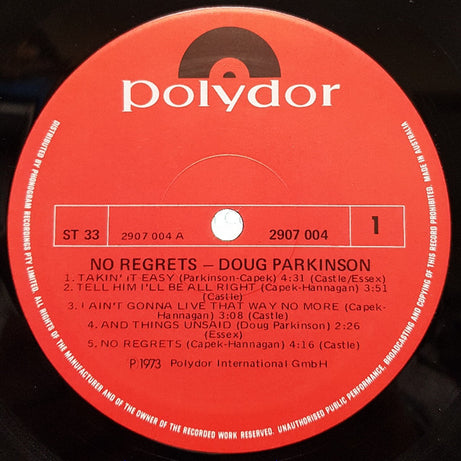 polydor
ST 33
2907 004 A
2907 004
1
NO REGRETS – DOUG PARKINSON
1. TAKIN' iT EASY (Parkinson-Capek) 4:31 (Castle/Essex)
2. TELL HIM I'LL BE ALL RIGHT (Capek-Hannagan) 3:51
(Castle)
3. I AIN'T GONNA LIVE THAT WAY NO MORE (Capek-
Hannagan) 3:08 (Castle)
4. AND THINGS UNSAID (Doug Parkinson) 2:26
(Essex)
5. NO REGRETS (Capek-Hannagan) 4:16 (Castle)
℗1973 Polydor International GmbH
DISTRIBUTED BY PHONOGRAM RECORDINGS PTY LIMITED. ALL RIGHTS OF THE MANUFACTURER AND OF THE OWNER OF THE RECORDED WORK RESERVED. UNAUTHORISED PUBLIC PERFORMANCE, BROADCASTING AND COPYING OF THIS RECORD PROHIBITED. MADE IN AUSTRALIA